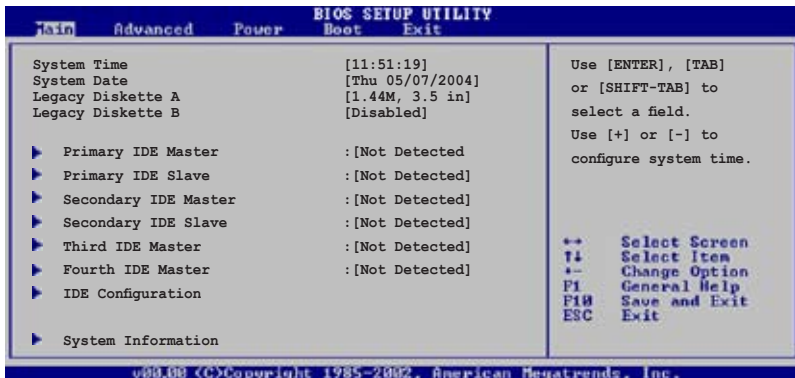 BIOS SETUP UTILITY
Main Advanced Power Boot Exit
System Time [11:51:19]
System Date [Thu 05/07/2004]
Legacy Diskette A [1.44M, 3.5 in]
Legacy Diskette B [Disabled]
Primary IDE Master :[Not Detected
Primary IDE Slave :[Not Detected]
Secondary IDE Master :[Not Detected]
Secondary IDE Slave :[Not Detected]
Third IDE Master :[Not Detected]
Fourth IDE Master :[Not Detected]
IDE Configuration
System Information
Use [ENTER], [TAB]
or [SHIFT-TAB] to
select a field.
Use [+] or [-] to
configure system time.
↔ Select Screen
↑↓ Select Item
+- Change Option
F1 General Help
F10 Save and Exit
ESC Exit
v00.00 (C)Copyright 1985-2002, American Megatrends, Inc.